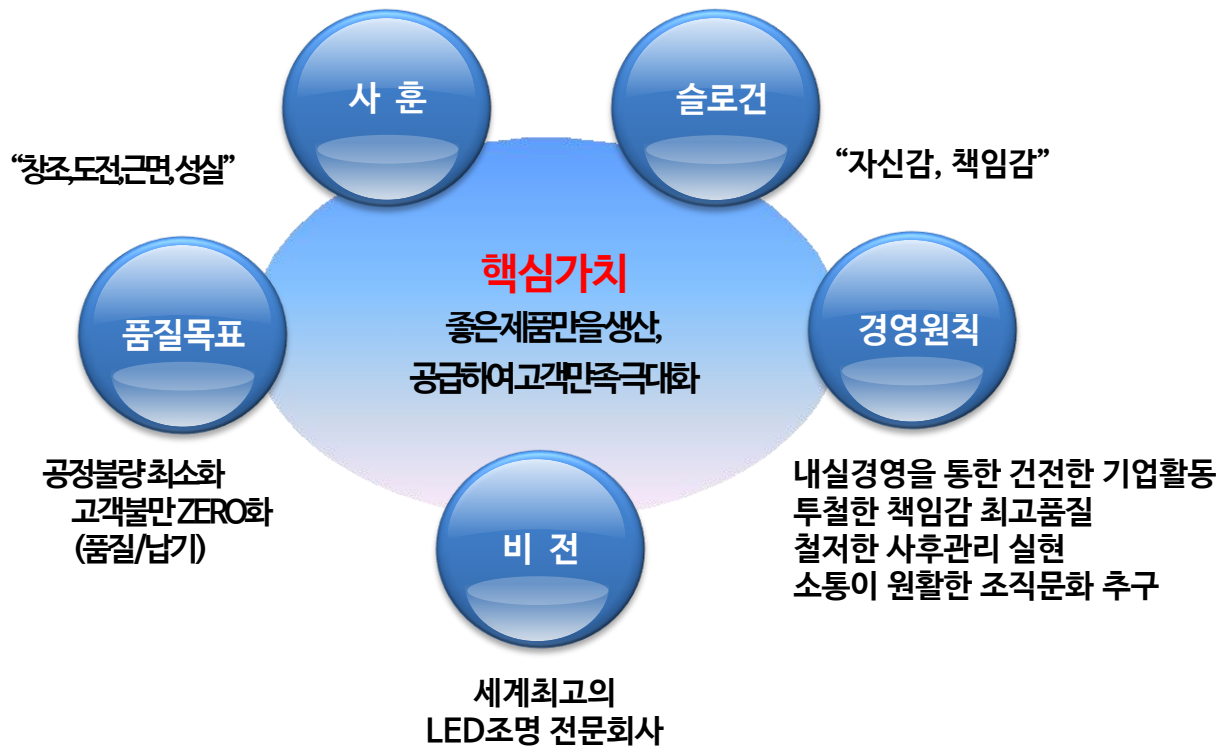 사 훈
“창조,도전,근면,성실”
슬로건
“자신감, 책임감”
핵심가치
좋은제품만을생산,
공급하여고객만족극대화
품질목표
공정불량 최소화
고객불만 ZERO화
(품질/납기)
경영원칙
내실경영을 통한 건전한 기업활동
투철한 책임감 최고품질
철저한 사후관리 실현
소통이 원활한 조직문화 추구
비 전
세계최고의
LED조명 전문회사